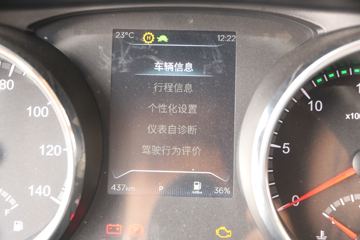 23℃ 12:22
车辆信息
行程信息
个性化设置
仪表自诊断
驾驶行为评价
437km P 36%
80
100
120
140
0
5
10
x100